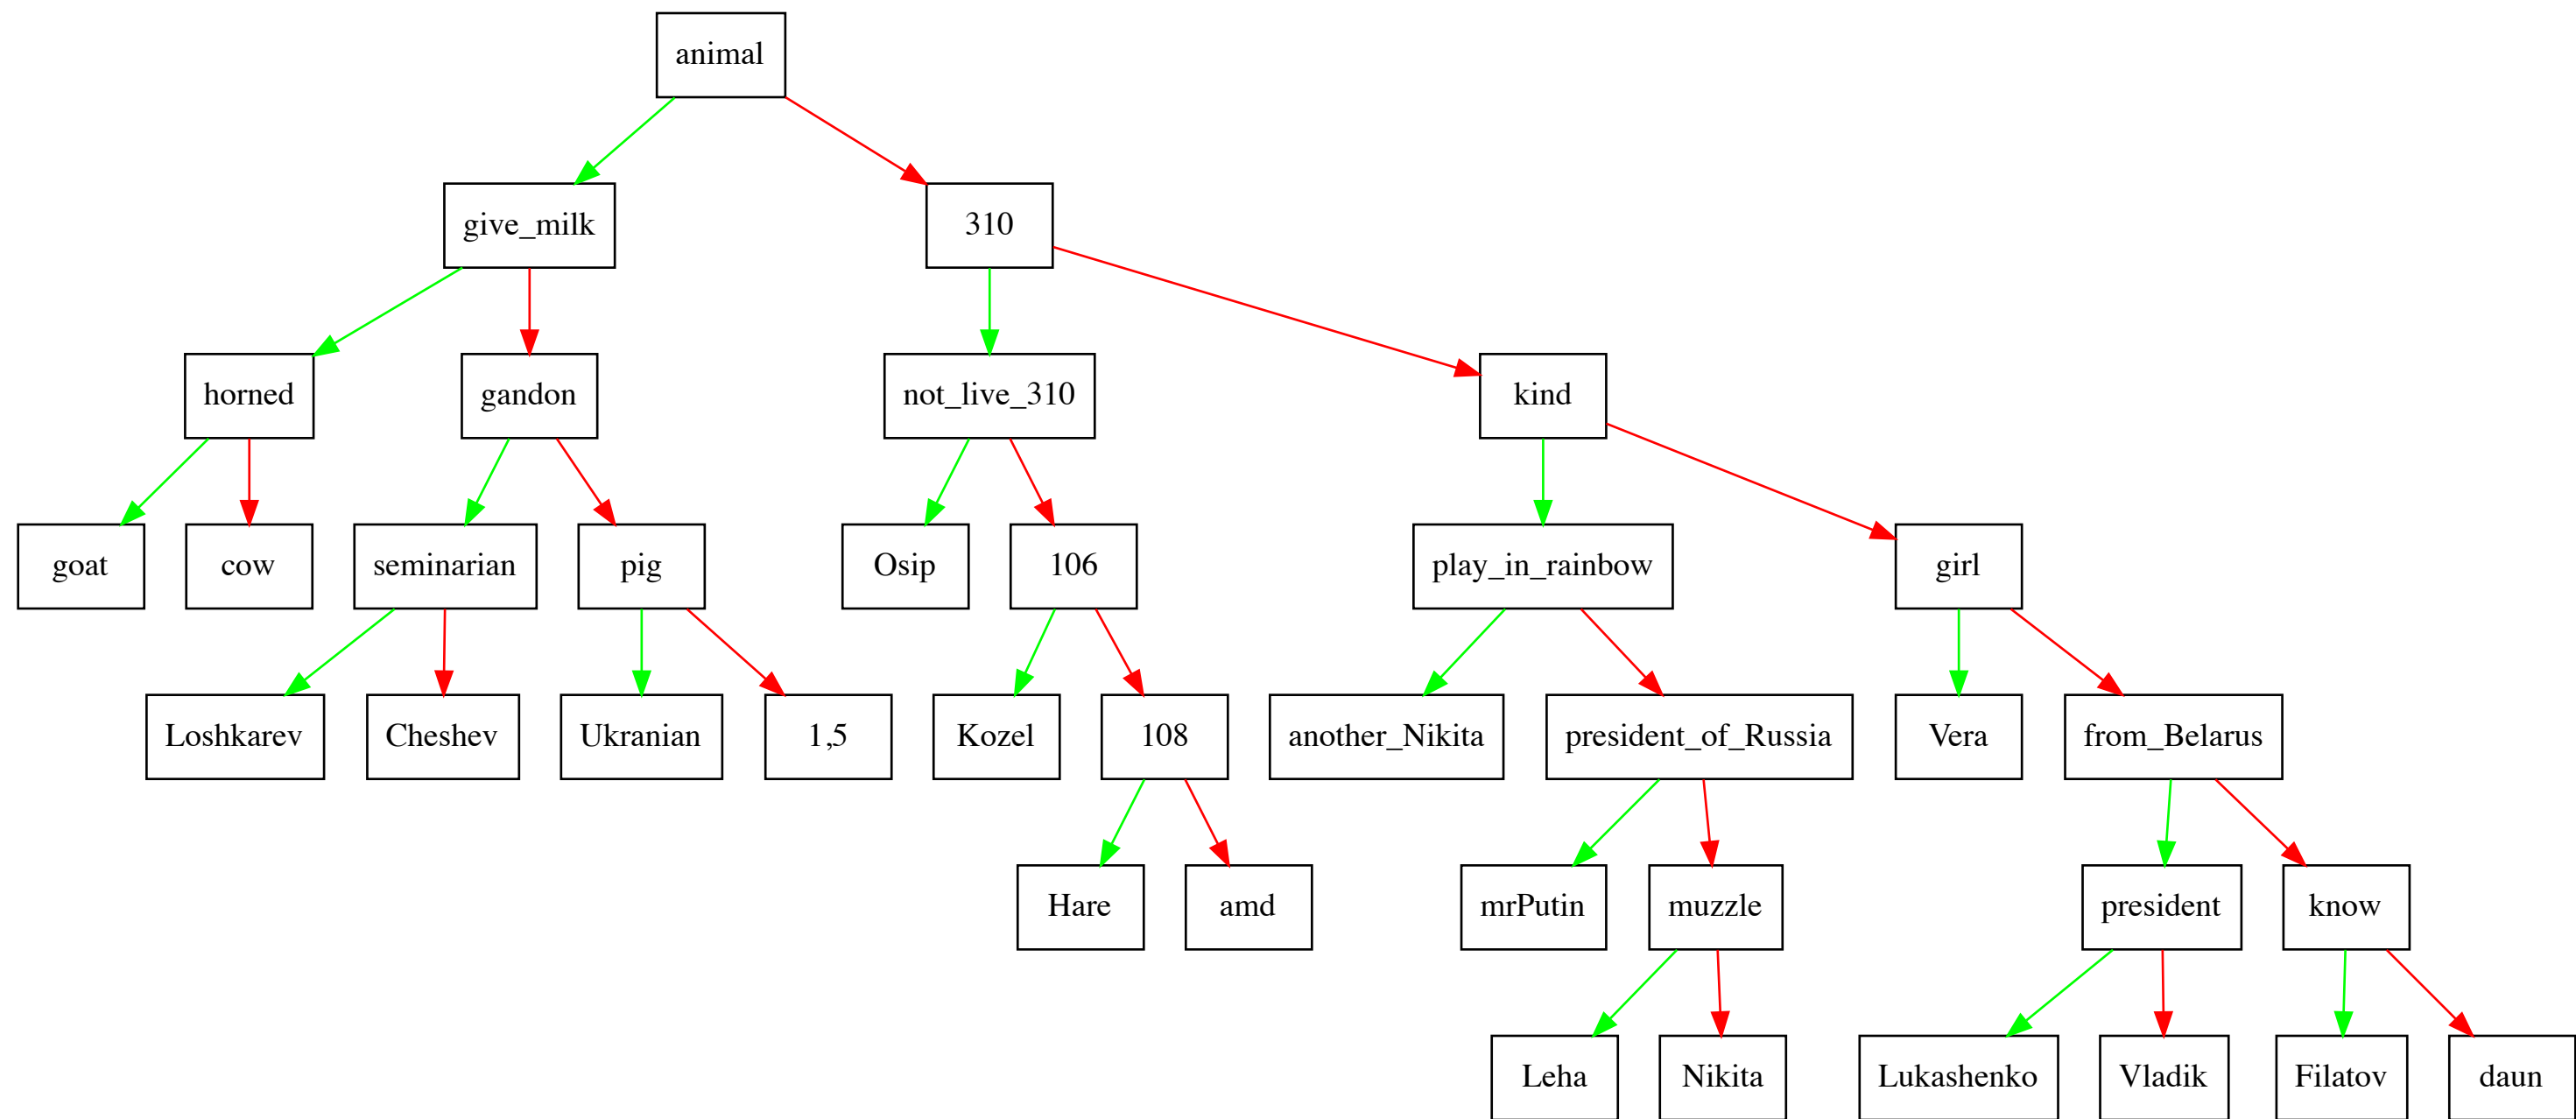 animal
give_milk
310
horned
gandon
not_live_310
kind
goat
cow
seminarian
pig
Osip
106
play_in_rainbow
girl
Loshkarev
Cheshev
Ukranian
1,5
Kozel
108
another_Nikita
president_of_Russia
Vera
from_Belarus
Hare
amd
mrPutin
muzzle
president
know
Leha
Nikita
Lukashenko
Vladik
Filatov
daun